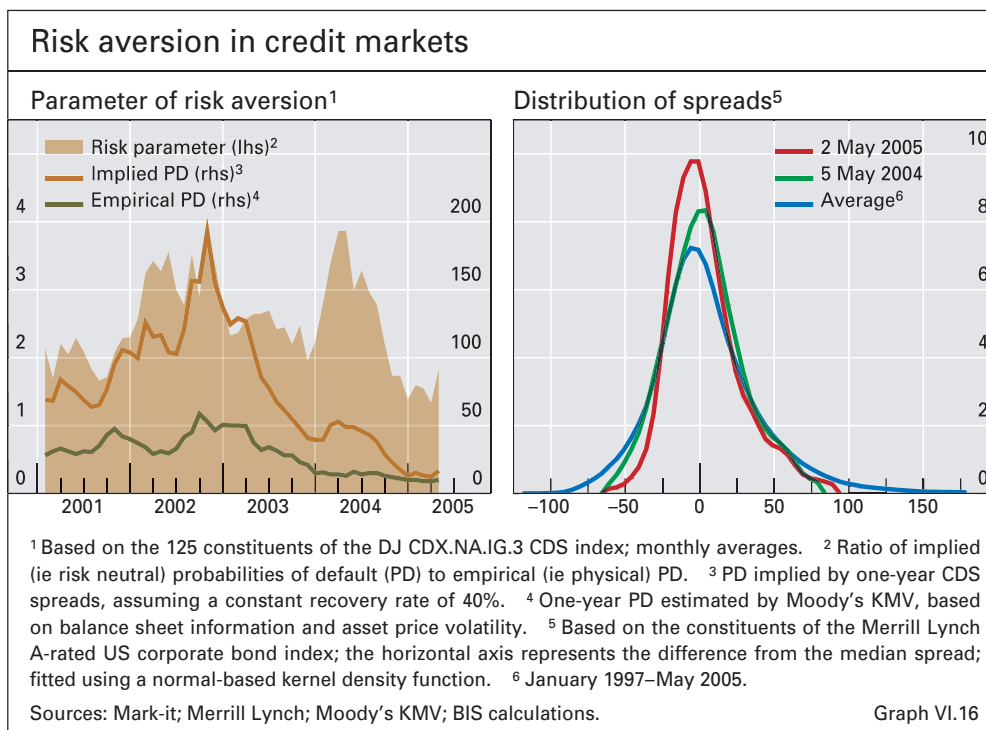 Risk aversion in credit markets
Parameter of risk aversion1
Risk parameter (lhs)2
Implied PD (rhs)3
Empirical PD (rhs)4
4
3
2
1
0
200
150
100
50
0
2001 2002 2003 2004 2005
Distribution of spreads5
2 May 2005
5 May 2004
Average6
10
8
6
4
2
0
–100 –50 0 50 100 150
1 Based on the 125 constituents of the DJ CDX.NA.IG.3 CDS index; monthly averages. 2 Ratio of implied
(ie risk neutral) probabilities of default (PD) to empirical (ie physical) PD. 3 PD implied by one-year CDS
spreads, assuming a constant recovery rate of 40%. 4 One-year PD estimated by Moody's KMV, based
on balance sheet information and asset price volatility. 5 Based on the constituents of the Merrill Lynch
A-rated US corporate bond index; the horizontal axis represents the difference from the median spread;
fitted using a normal-based kernel density function. 6 January 1997–May 2005.
Sources: Mark-it; Merrill Lynch; Moody's KMV; BIS calculations. Graph VI.16